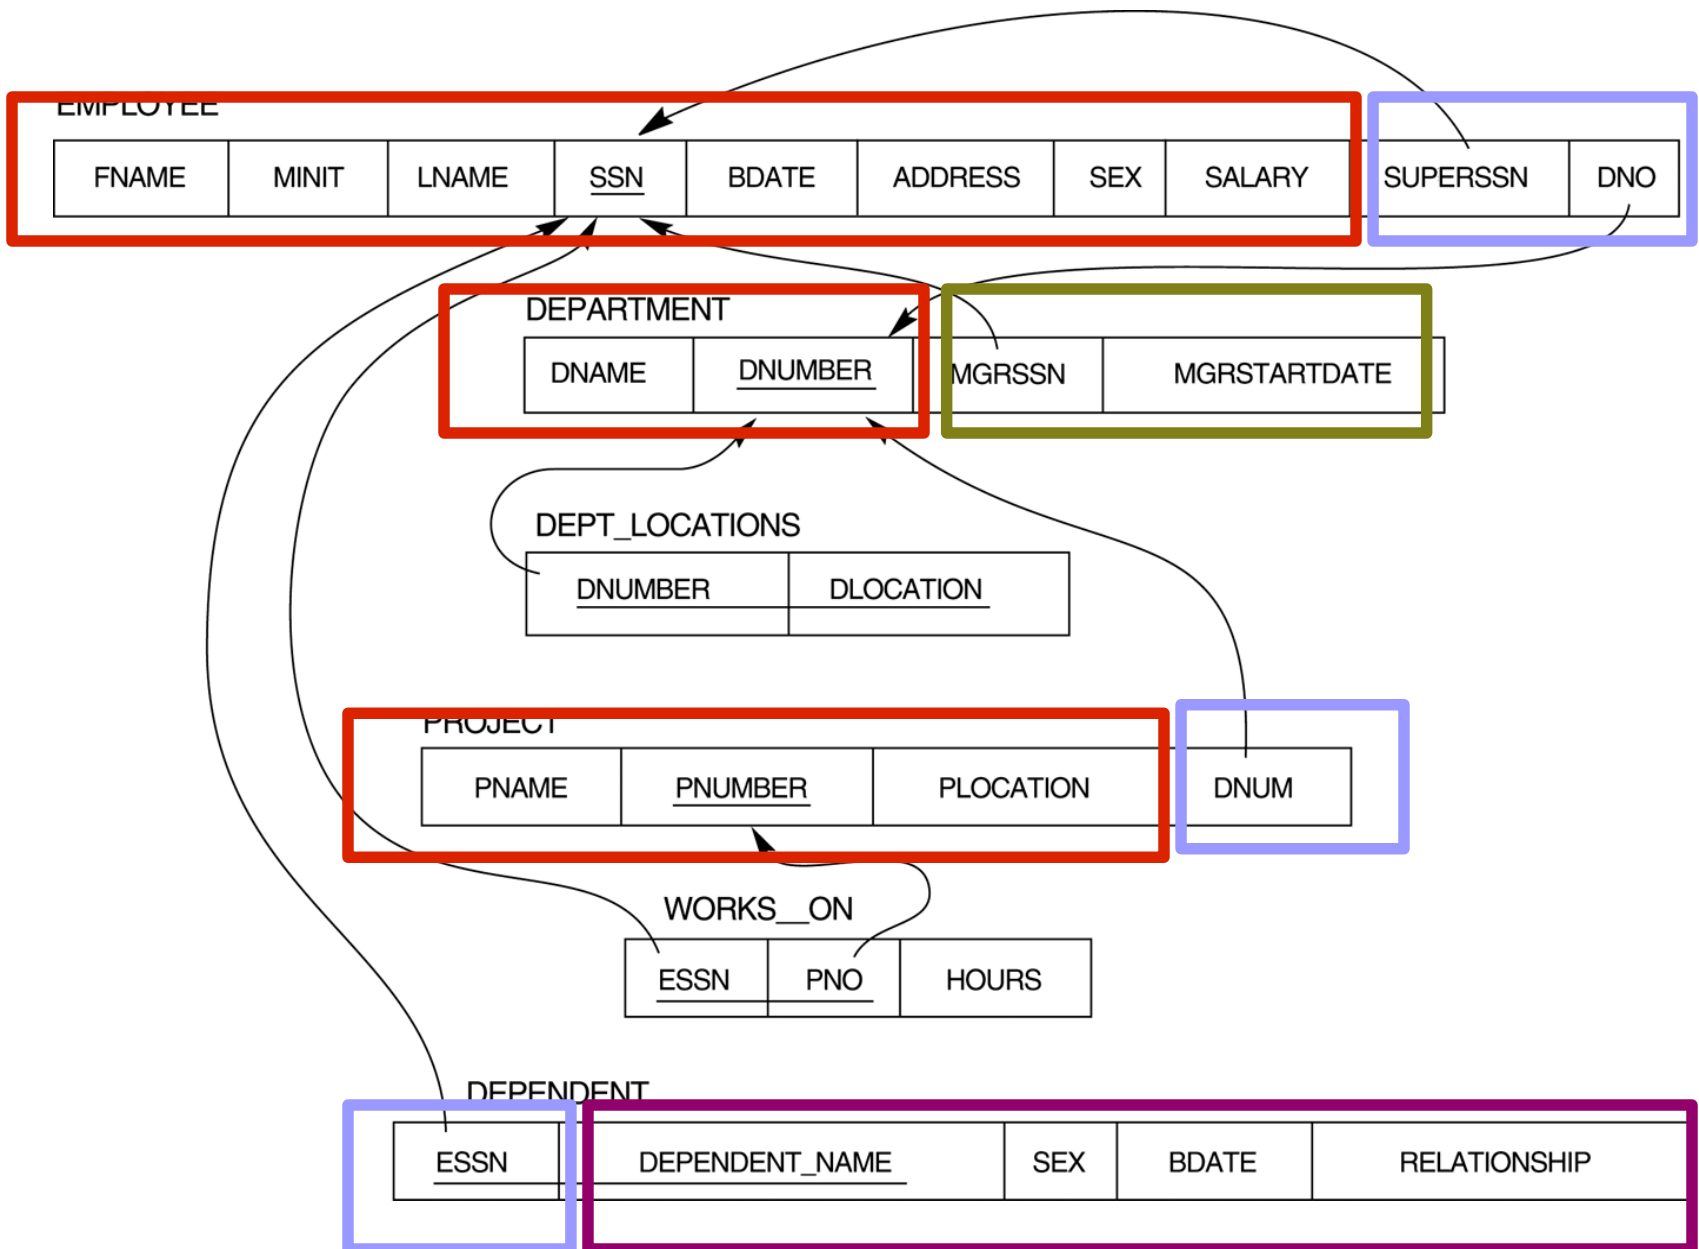 EMPLOYEE
FNAME MINIT LNAME SSN BDATE ADDRESS SEX SALARY SUPERSSN DNO
DEPARTMENT
DNAME DNUMBER MGRSSN MGRSTARTDATE
DEPT_LOCATIONS
DNUMBER DLOCATION
PROJECT
PNAME PNUMBER PLOCATION DNUM
WORKS__ON
ESSN PNO HOURS
DEPENDENT
ESSN DEPENDENT_NAME SEX BDATE RELATIONSHIP